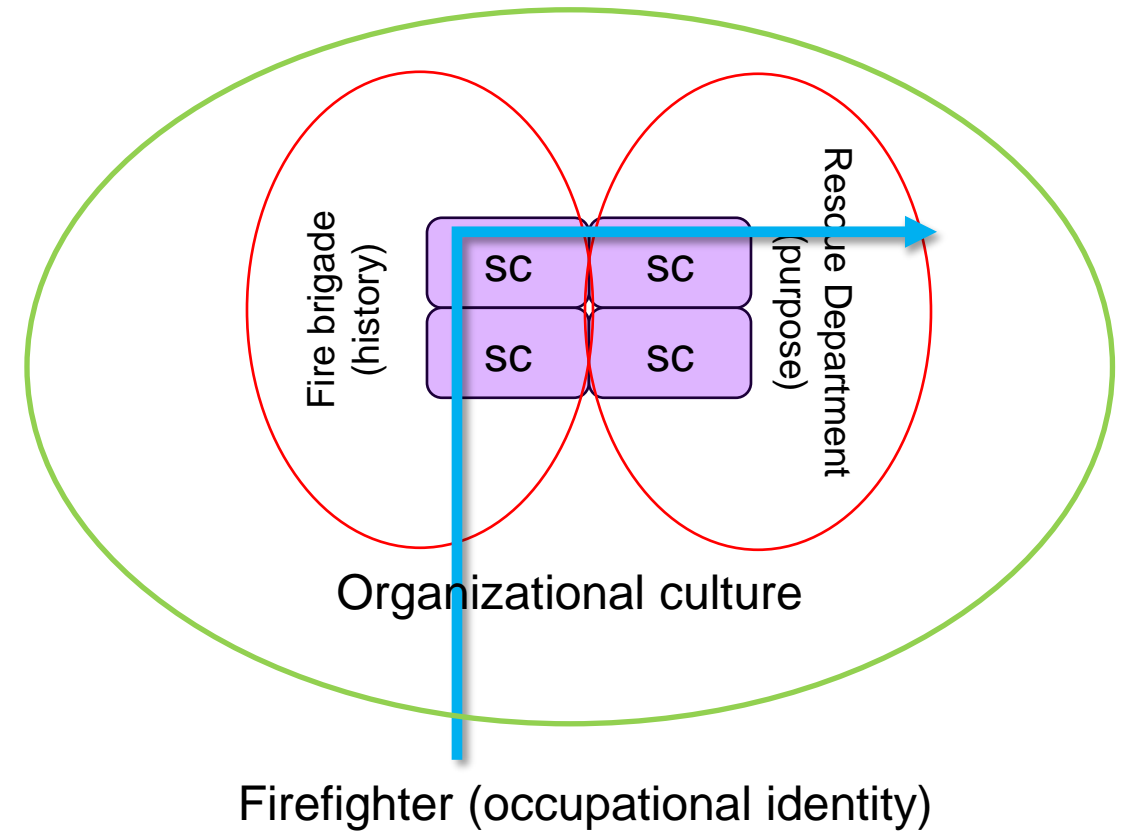 Fire brigade
(history)
sc
sc
sc
sc
Rescue Department
(purpose)
Organizational culture
Firefighter (occupational identity)